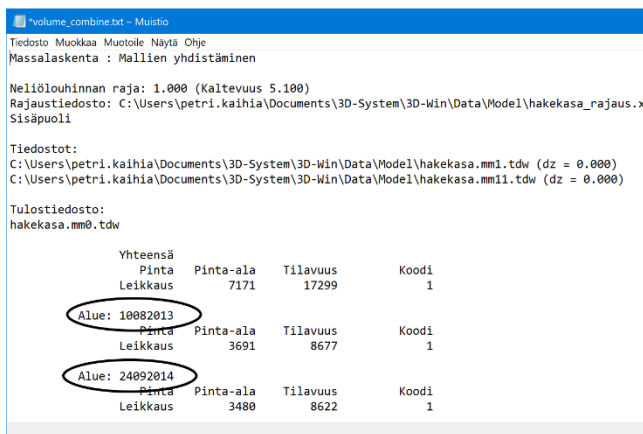 *volume_combine.txt – Muistio
Tiedosto Muokkaa Muotoile Näytä Ohje
Massalaskenta : Mallien yhdistäminen
Neliölouhinnan raja: 1.000 (Kaltevuus 5.100)
Rajaustiedosto: C:\Users\petri.kaihia\Documents\3D-System\3D-Win\Data\Model\hakekasa_rajaus.x
Sisäpuoli
Tiedostot:
C:\Users\petri.kaihia\Documents\3D-System\3D-Win\Data\Model\hakekasa.mm1.tdw (dz = 0.000)
C:\Users\petri.kaihia\Documents\3D-System\3D-Win\Data\Model\hakekasa.mm11.tdw (dz = 0.000)
Tulostiedosto:
hakekasa.mm0.tdw
Yhteensä
Pinta Pinta-ala Tilavuus Koodi
Leikkaus 7171 17299 1
Alue: 10082013
Pinta Pinta-ala Tilavuus Koodi
Leikkaus 3691 8677 1
Alue: 24092014
Pinta Pinta-ala Tilavuus Koodi
Leikkaus 3480 8622 1